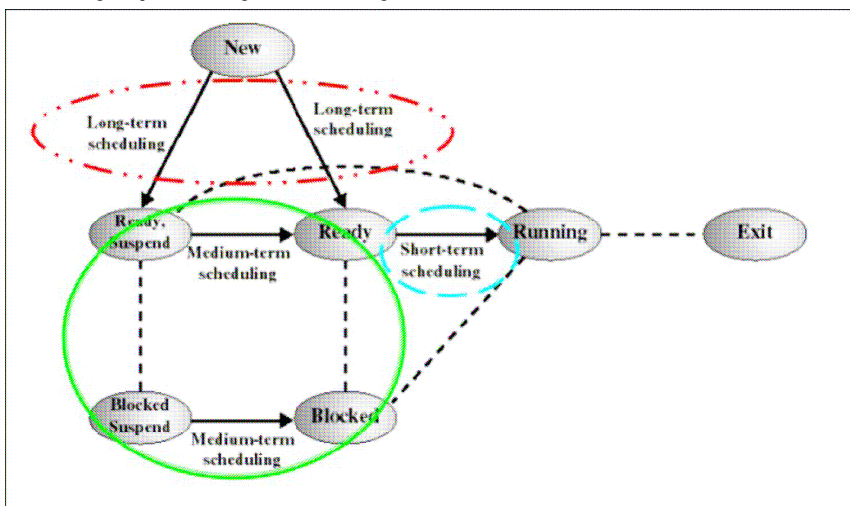 New
Long-term
scheduling
Long-term
scheduling
Ready,
Suspend
Medium-term
scheduling
Ready
Short-term
scheduling
Running
Exit
Blocked
Suspend
Medium-term
scheduling
Blocked